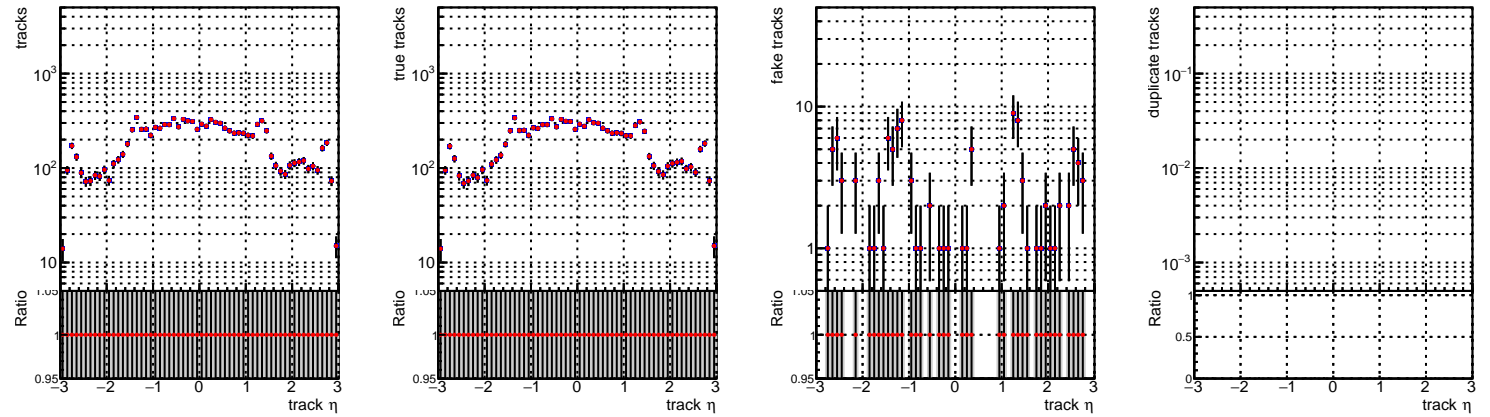 tracks
10³
10²
10
Ratio
1.05
1
0.95
−3 −2 −1 0 1 2 3
track η
true tracks
10³
10²
10
Ratio
1.05
1
0.95
−3 −2 −1 0 1 2 3
track η
fake tracks
10
1
Ratio
1.05
1
0.95
−3 −2 −1 0 1 2 3
track η
duplicate tracks
10⁻¹
10⁻²
10⁻³
Ratio
1
0.5
0
−3 −2 −1 0 1 2 3
track η